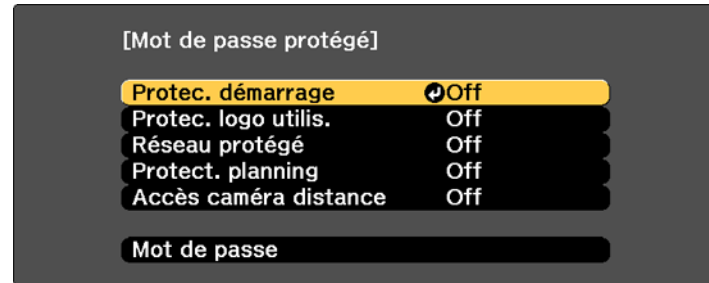 [Mot de passe protégé]
Protec. démarrage Off
Protec. logo utilis. Off
Réseau protégé Off
Protect. planning Off
Accès caméra distance Off
Mot de passe